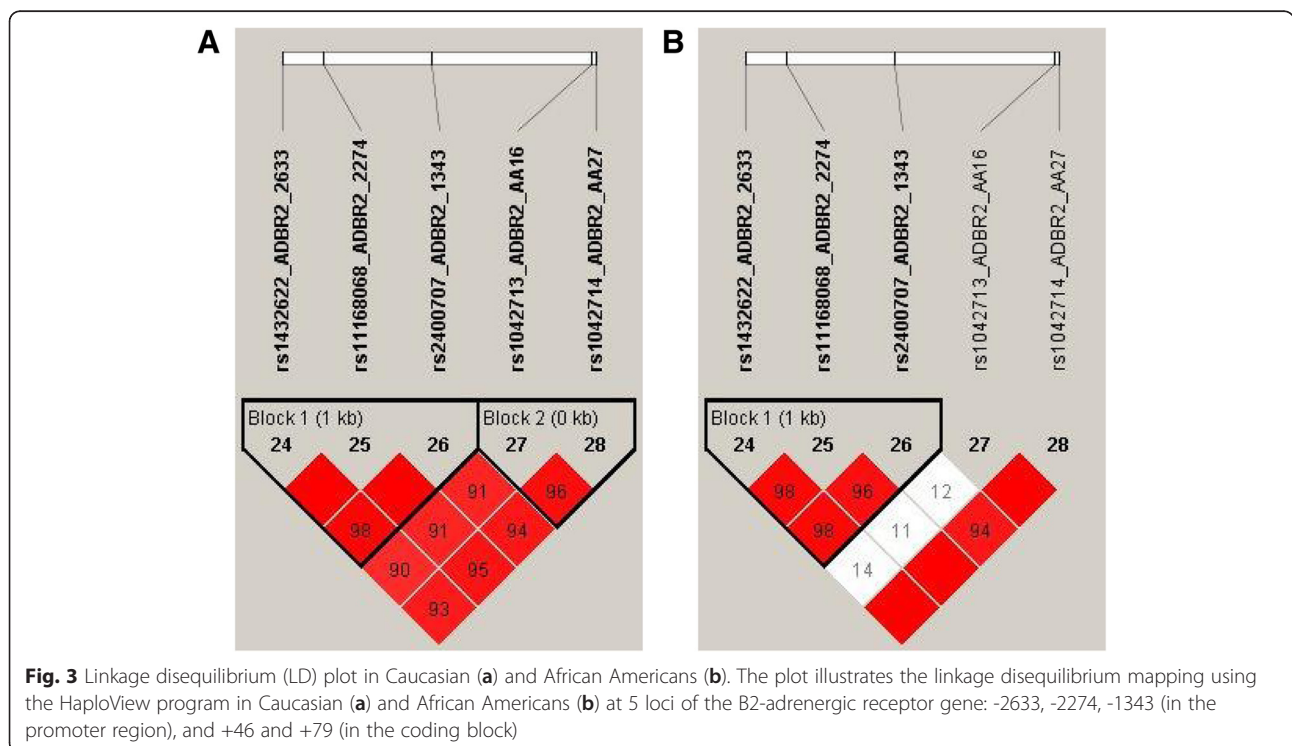 A
B
rs1432622_ADBR2_2633
rs11168068_ADBR2_2274
rs2400707_ADBR2_1343
rs1042713_ADBR2_AA16
rs1042714_ADBR2_AA27
rs1432622_ADBR2_2633
rs11168068_ADBR2_2274
rs2400707_ADBR2_1343
rs1042713_ADBR2_AA16
rs1042714_ADBR2_AA27
Block 1 (1 kb)
Block 2 (0 kb)
24 25 26 27 28
91 96
98 91 94
90 95
93
Block 1 (1 kb)
24 25 26 27 28
98 96 12
98 11 94
14
Fig. 3 Linkage disequilibrium (LD) plot in Caucasian (a) and African Americans (b). The plot illustrates the linkage disequilibrium mapping using
the HaploView program in Caucasian (a) and African Americans (b) at 5 loci of the B2-adrenergic receptor gene: -2633, -2274, -1343 (in the
promoter region), and +46 and +79 (in the coding block)